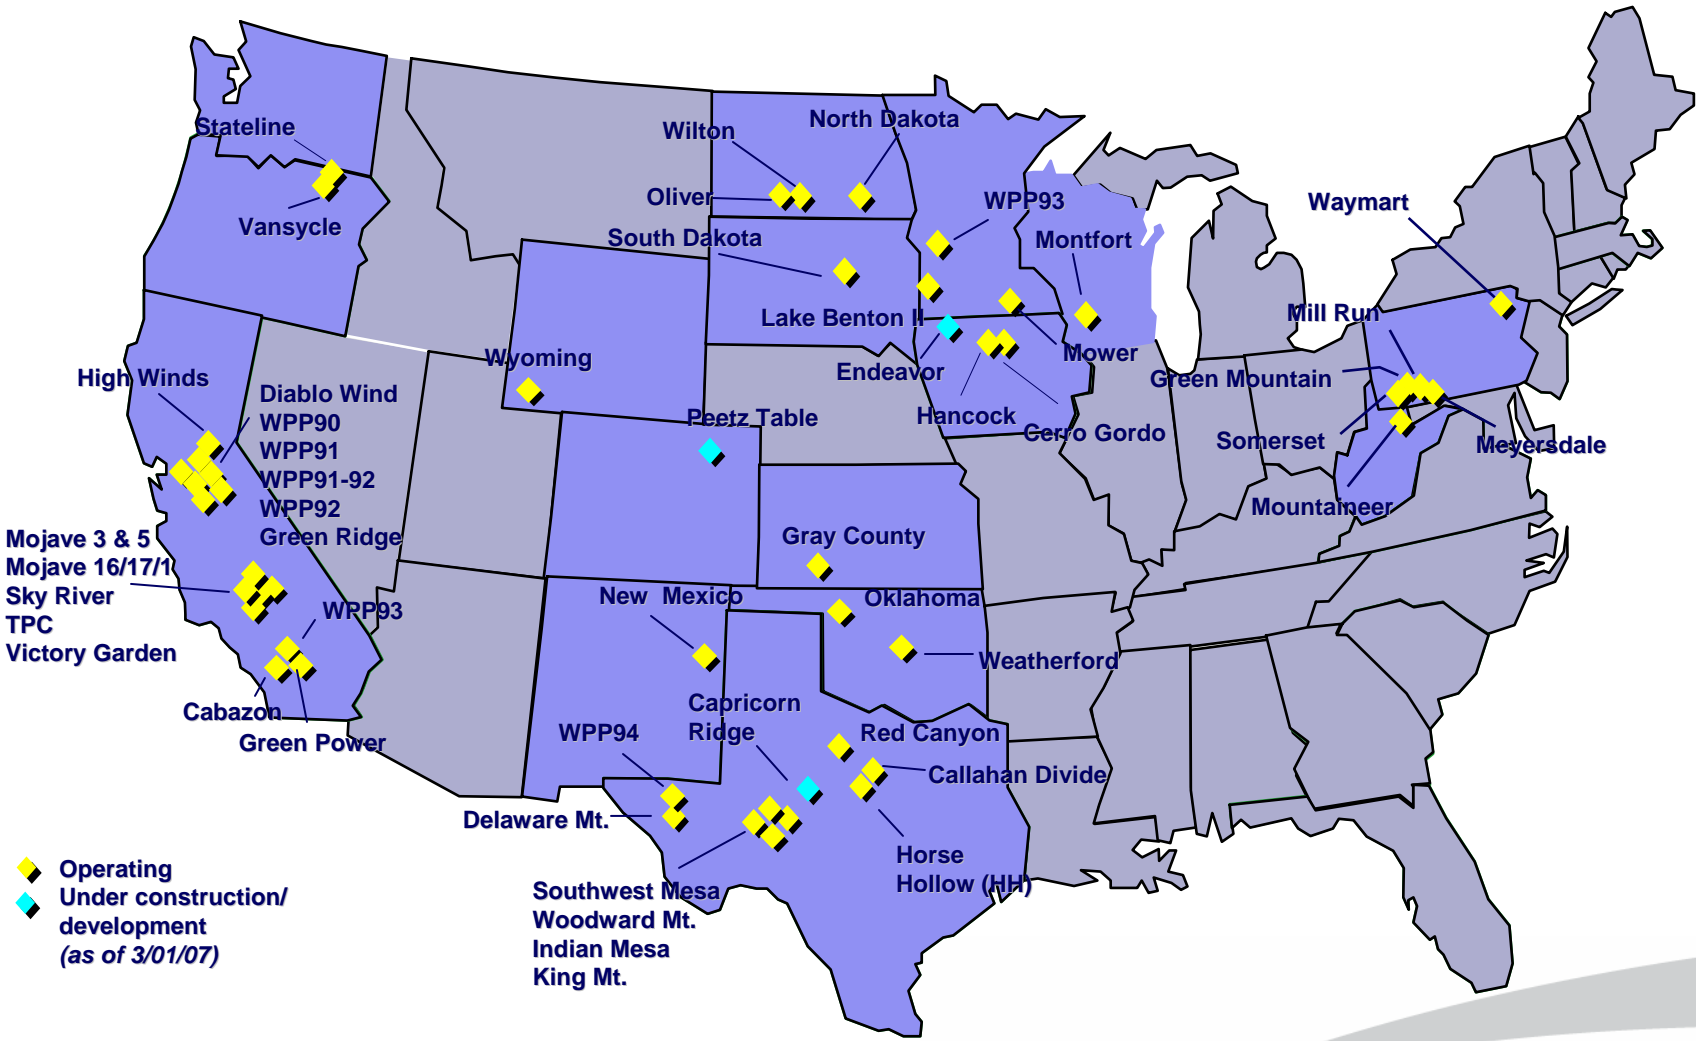 Stateline
Vansycle
Wilton
North Dakota
Oliver
South Dakota
WPP93
Montfort
Waymart
Lake Benton II
Endeavor
Mower
Hancock
Cerro Gordo
Mill Run
Green Mountain
Somerset
Meyersdale
Mountaineer
Wyoming
Peetz Table
High Winds
Diablo Wind
WPP90
WPP91
WPP91-92
WPP92
Green Ridge
Mojave 3 & 5
Mojave 16/17/1
Sky River
TPC
Victory Garden
WPP93
Cabazon
Green Power
Gray County
New Mexico
Oklahoma
Weatherford
Capricorn
Ridge
WPP94
Red Canyon
Callahan Divide
Delaware Mt.
Horse
Hollow (HH)
Southwest Mesa
Woodward Mt.
Indian Mesa
King Mt.
Operating
Under construction/
development
(as of 3/01/07)